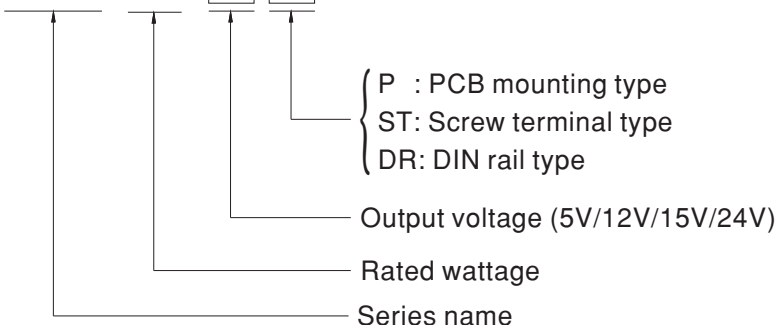 P : PCB mounting type
ST: Screw terminal type
DR: DIN rail type
Output voltage (5V/12V/15V/24V)
Rated wattage
Series name